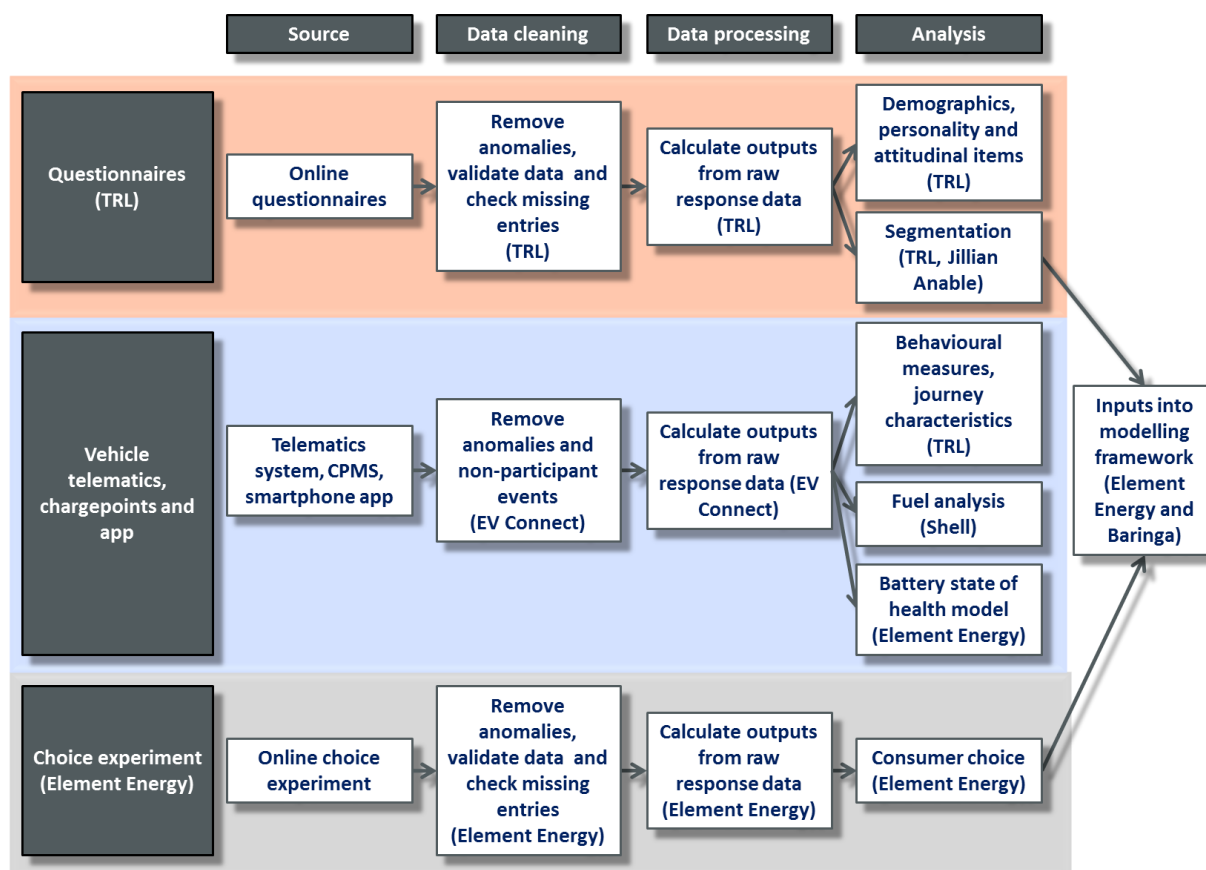 Source
Data cleaning
Data processing
Analysis
Questionnaires
(TRL)
Online
questionnaires
Remove
anomalies,
validate data and
check missing
entries
(TRL)
Calculate outputs
from raw
response data
(TRL)
Demographics,
personality and
attitudinal items
(TRL)
Segmentation
(TRL, Jillian
Anable)
Vehicle
telematics,
chargepoints and
app
Telematics
system, CPMS,
smartphone app
Remove
anomalies and
non-participant
events
(EV Connect)
Calculate outputs
from raw
response data (EV
Connect)
Behavioural
measures,
journey
characteristics
(TRL)
Fuel analysis
(Shell)
Battery state of
health model
(Element Energy)
Inputs into
modelling
framework
(Element
Energy and
Baringa)
Choice experiment
(Element Energy)
Online choice
experiment
Remove
anomalies,
validate data and
check missing
entries
(Element Energy)
Calculate outputs
from raw
response data
(Element Energy)
Consumer choice
(Element Energy)